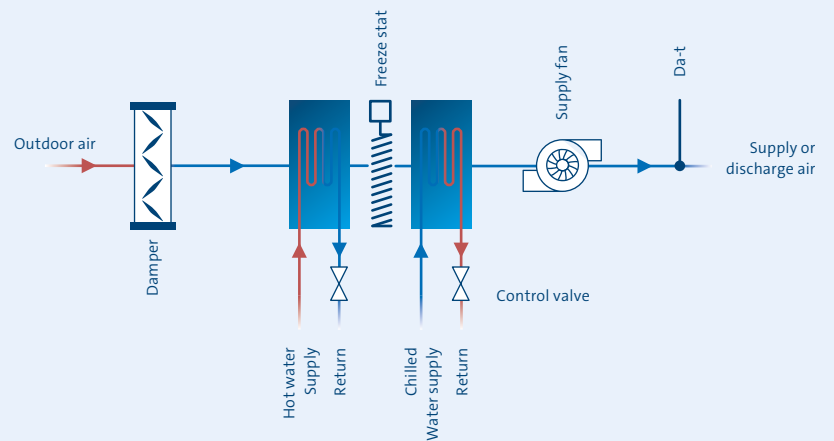 Freeze stat
Supply fan
Da-t
Outdoor air
Supply or
discharge air
Damper
Control valve
Hot water
Supply
Return
Chilled
Water supply
Return